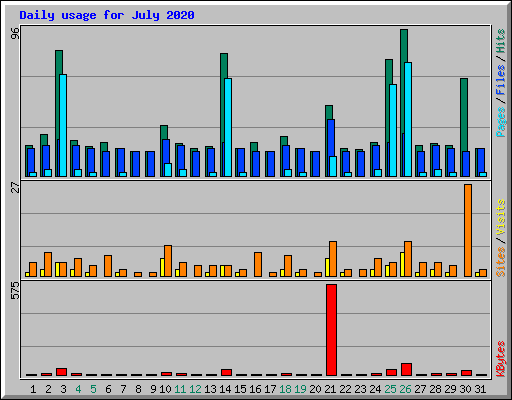 Daily usage for July 2020
96
Pages / Files / Hits
27
Sites / Visits
575
KBytes
1 2 3 4 5 6 7 8 9 10 11 12 13 14 15 16 17 18 19 20 21 22 23 24 25 26 27 28 29 30 31